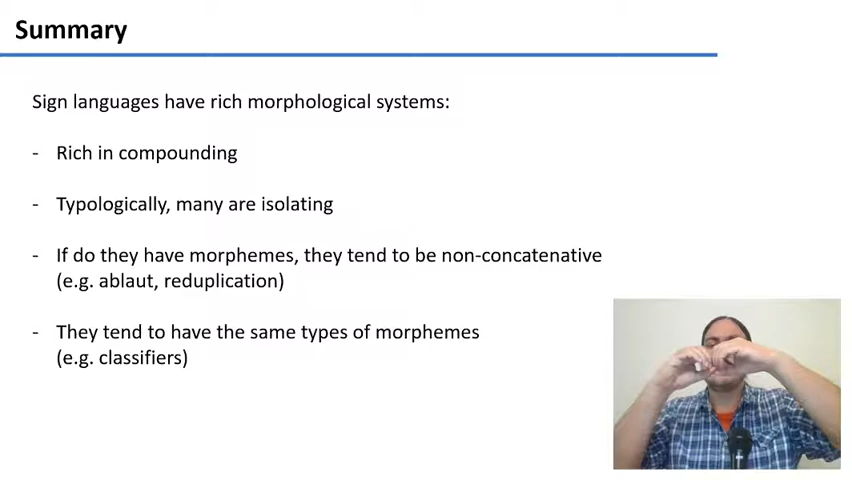 Summary
Sign languages have rich morphological systems:
- Rich in compounding
- Typologically, many are isolating
- If do they have morphemes, they tend to be non-concatenative
(e.g. ablaut, reduplication)
- They tend to have the same types of morphemes
(e.g. classifiers)